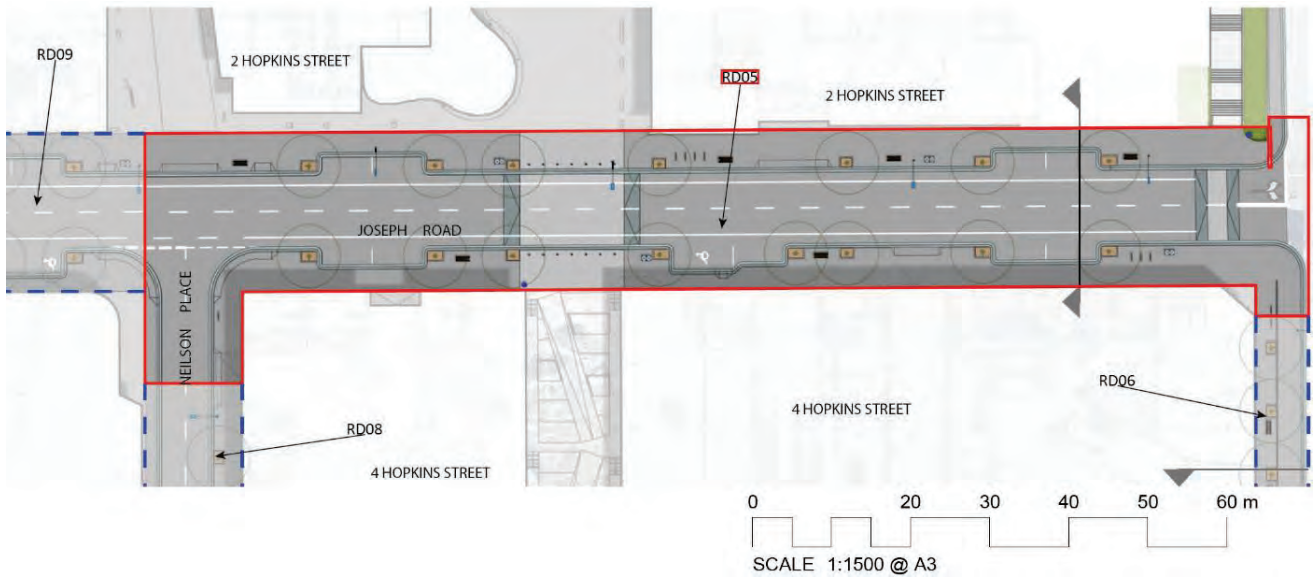 RD09
2 HOPKINS STREET
RD05
2 HOPKINS STREET
JOSEPH ROAD
NEILSON PLACE
RD06
4 HOPKINS STREET
RD08
4 HOPKINS STREET
0 10 20 30 40 50 60 m
SCALE 1:1500 @ A3